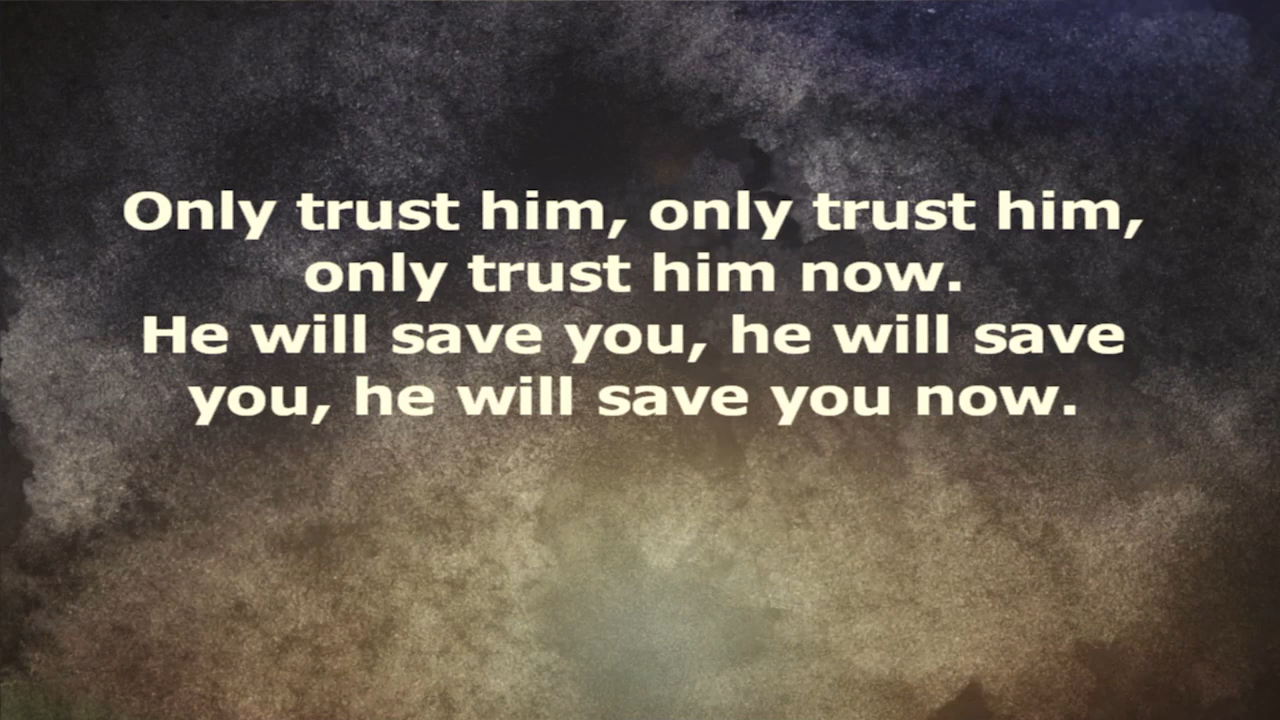 Only trust him, only trust him,
only trust him now.
He will save you, he will save
you, he will save you now.